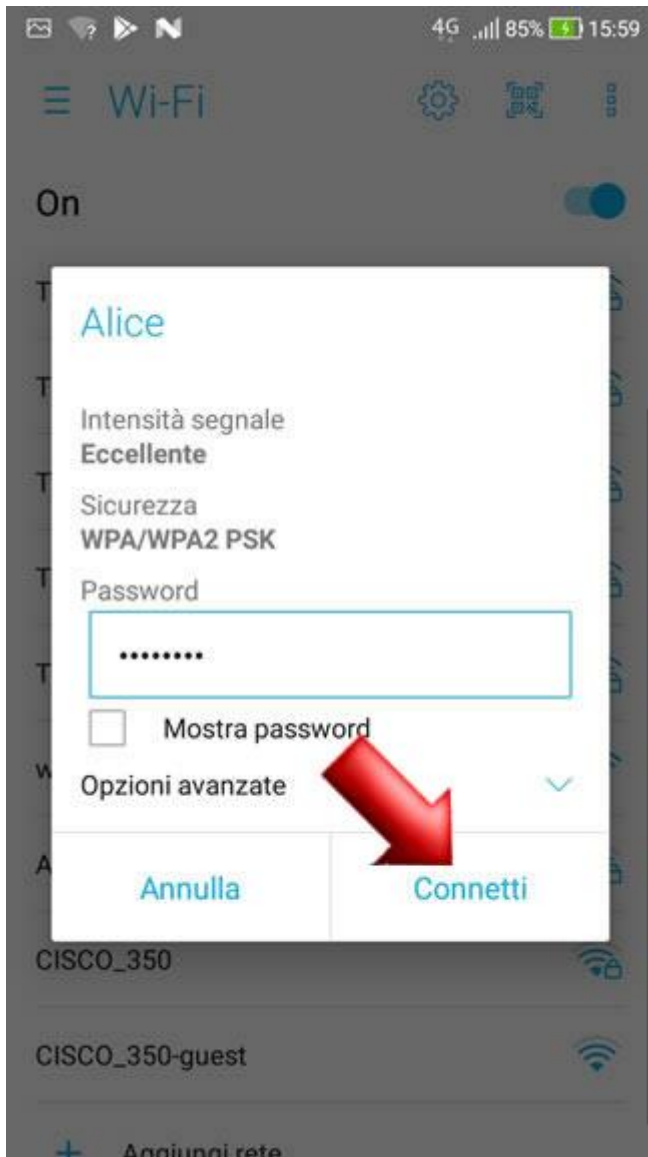 4G 85% 15:59
Wi-Fi
On
Alice
Intensità segnale
Eccellente
Sicurezza
WPA/WPA2 PSK
Password
••••••••
Mostra password
Opzioni avanzate
Annulla Connetti
CISCO_350
CISCO_350-guest
+ Aggiungi rete